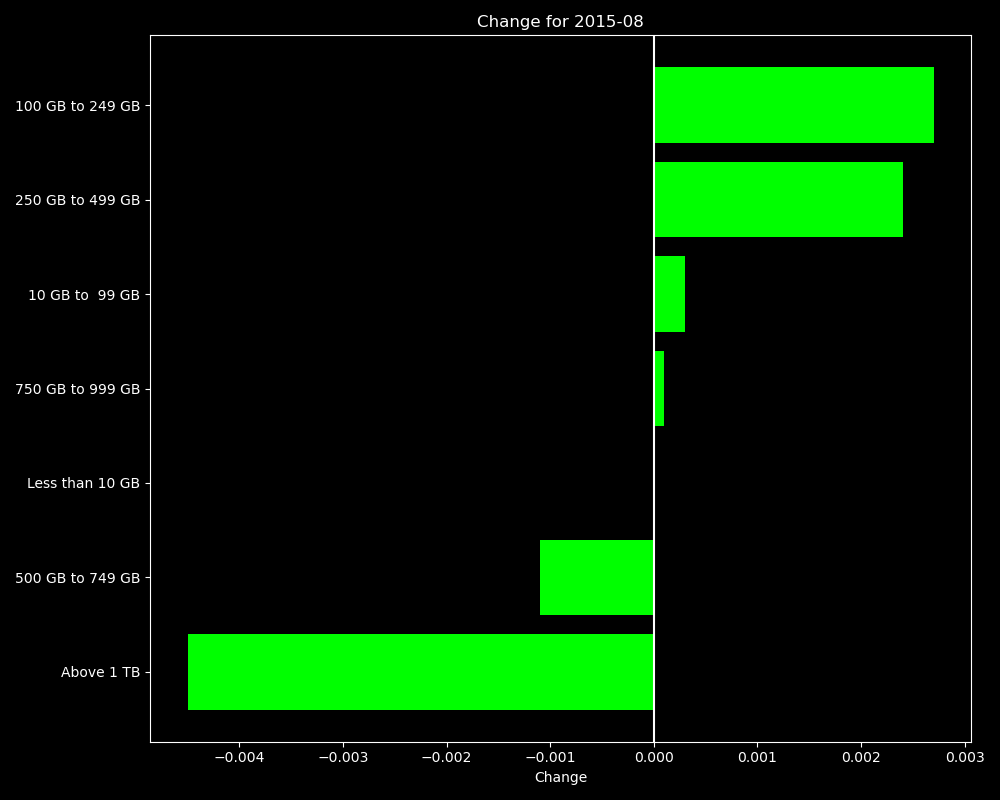 Change for 2015-08
100 GB to 249 GB
250 GB to 499 GB
10 GB to  99 GB
750 GB to 999 GB
Less than 10 GB
500 GB to 749 GB
Above 1 TB
−0.004 −0.003 −0.002 −0.001 0.000 0.001 0.002 0.003
Change